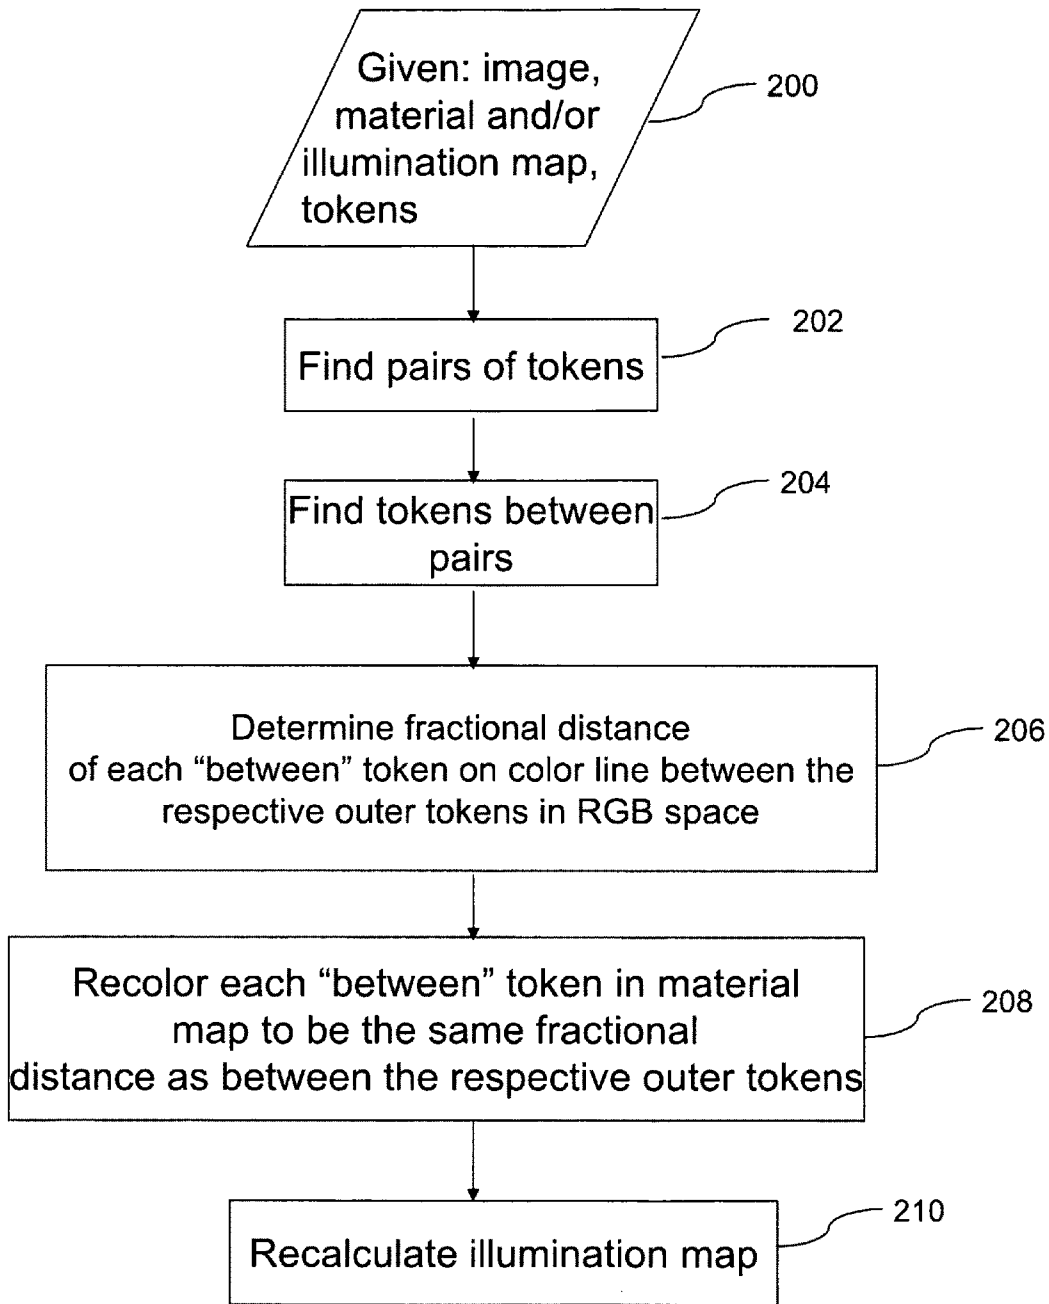 Given: image,
material and/or
illumination map,
tokens
200
Find pairs of tokens
202
Find tokens between
pairs
204
Determine fractional distance
of each “between” token on color line between the
respective outer tokens in RGB space
206
Recolor each “between” token in material
map to be the same fractional
distance as between the respective outer tokens
208
Recalculate illumination map
210